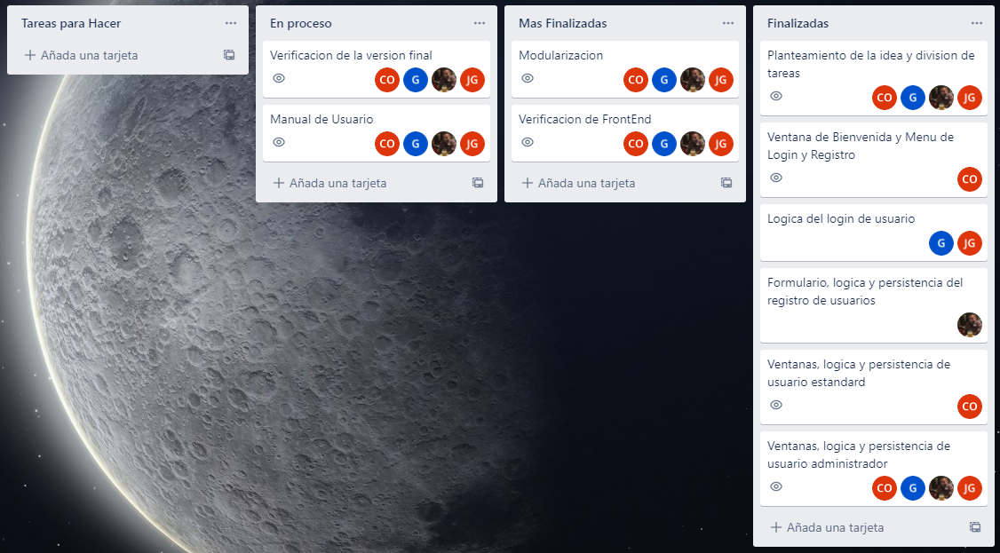 Tareas para Hacer
Añada una tarjeta
En proceso
Verificacion de la version final
CO G JG
Manual de Usuario
CO G JG
Añada una tarjeta
Mas Finalizadas
Modularizacion
CO G JG
Verificacion de FrontEnd
CO G JG
Añada una tarjeta
Finalizadas
Planteamiento de la idea y division de
tareas
CO G JG
Ventana de Bienvenida y Menu de
Login y Registro
CO
Logica del login de usuario
G JG
Formulario, logica y persistencia del
registro de usuarios
Ventanas, logica y persistencia de
usuario estandard
CO
Ventanas, logica y persistencia de
usuario administrador
CO G JG
Añada una tarjeta